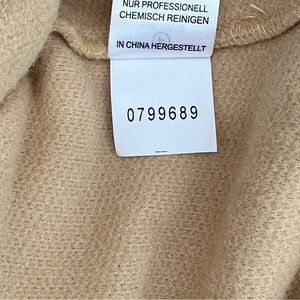 NUR PROFESSIONELL
CHEMISCH REINIGEN
IN CHINA HERGESTELLT
0799689